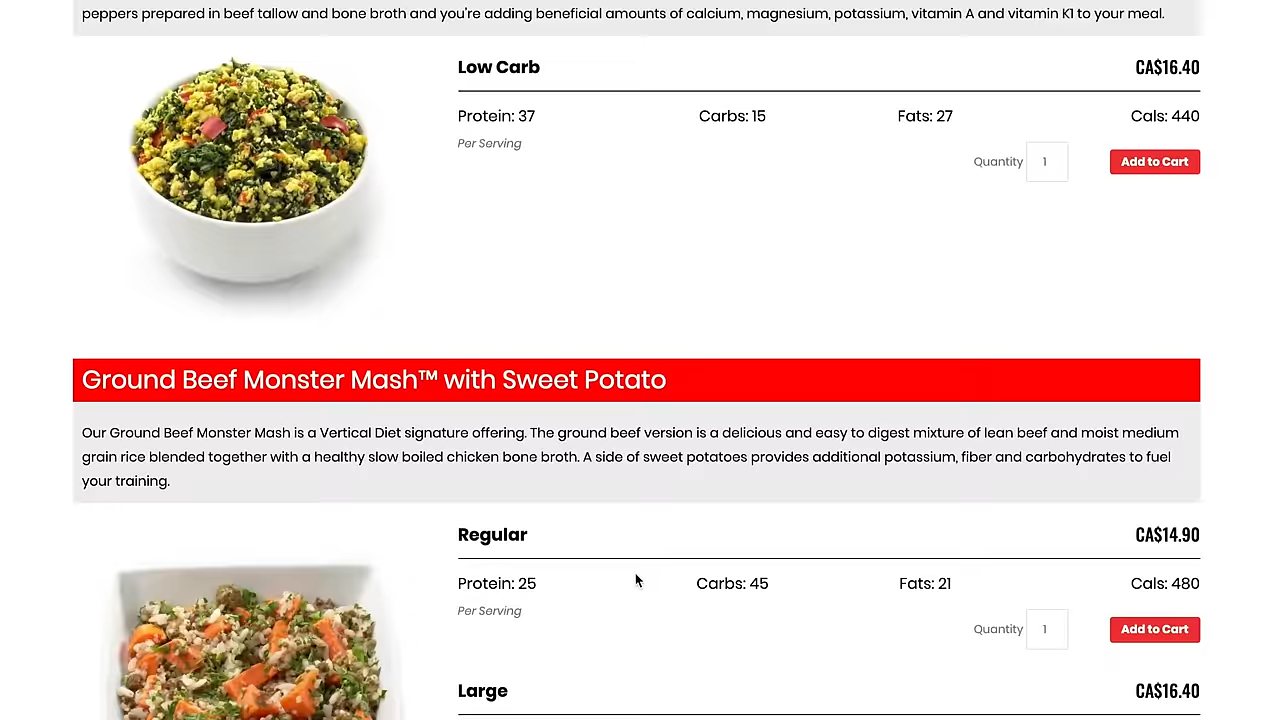 peppers prepared in beef tallow and bone broth and you're adding beneficial amounts of calcium, magnesium, potassium, vitamin A and vitamin K1 to your meal.
Low Carb CA$16.40
Protein: 37 Carbs: 15 Fats: 27 Cals: 440
Per Serving
Quantity 1 Add to Cart
Ground Beef Monster Mash™ with Sweet Potato
Our Ground Beef Monster Mash is a Vertical Diet signature offering. The ground beef version is a delicious and easy to digest mixture of lean beef and moist medium
grain rice blended together with a healthy slow boiled chicken bone broth. A side of sweet potatoes provides additional potassium, fiber and carbohydrates to fuel
your training.
Regular CA$14.90
Protein: 25 Carbs: 45 Fats: 21 Cals: 480
Per Serving
Quantity 1 Add to Cart
Large CA$16.40